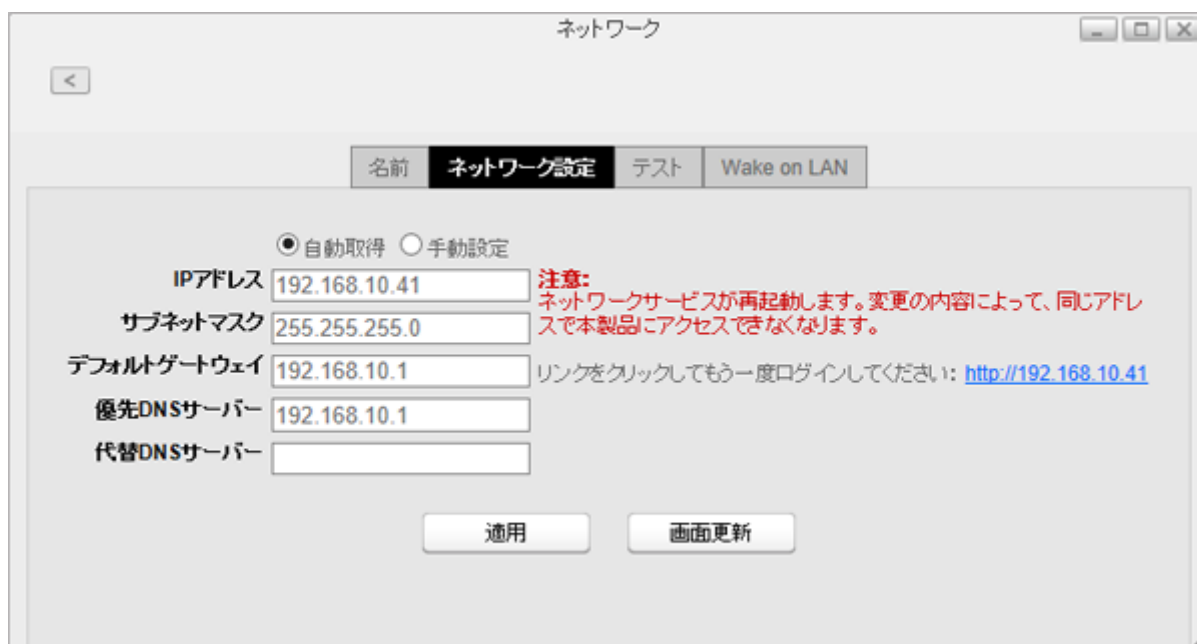 ネットワーク
<
名前 ネットワーク設定 テスト Wake on LAN
自動取得 手動設定
IPアドレス 192.168.10.41
注意:
ネットワークサービスが再起動します。変更の内容によって、同じアドレ
スで本製品にアクセスできなくなります。
サブネットマスク 255.255.255.0
デフォルトゲートウェイ 192.168.10.1
リンクをクリックしてもう一度ログインしてください: http://192.168.10.41
優先DNSサーバー 192.168.10.1
代替DNSサーバー
適用 画面更新